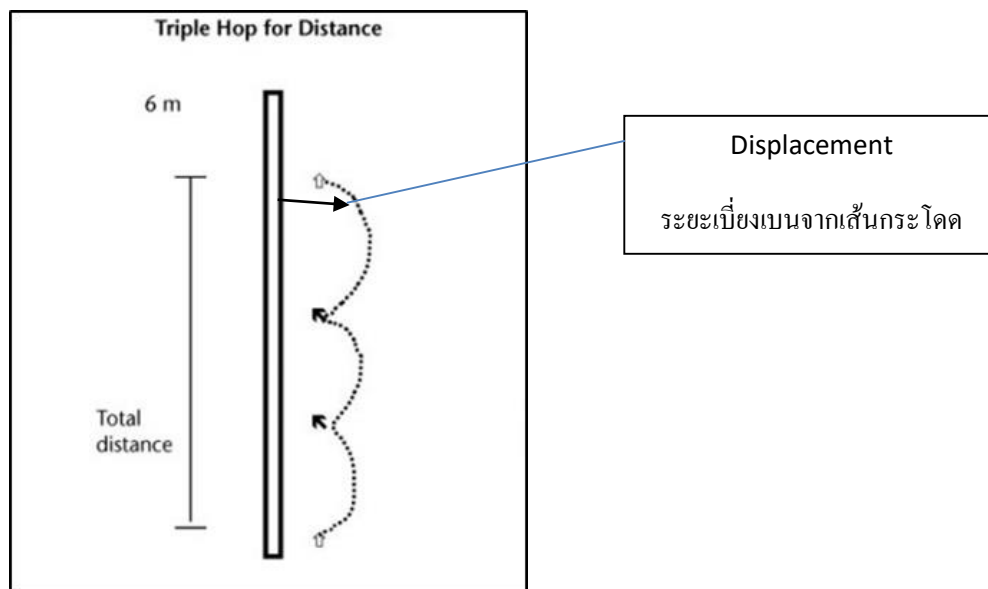 Triple Hop for Distance
6 m
Displacement
ระยะเบี่ยงเบนจากเส้นกระโดด
Total
distance